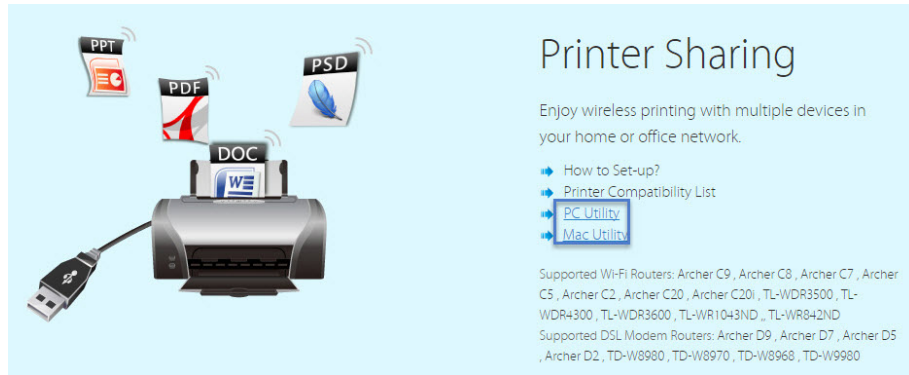 PPT
PSD
PDF
DOC
W
Printer Sharing
Enjoy wireless printing with multiple devices in
your home or office network.
How to Set-up?
Printer Compatibility List
PC Utility
Mac Utility
Supported Wi-Fi Routers: Archer C9 , Archer C8 , Archer C7 , Archer
C5 , Archer C2 , Archer C20 , Archer C20i , TL-WDR3500 , TL-
WDR4300 , TL-WDR3600 , TL-WR1043ND ,, TL-WR842ND
Supported DSL Modem Routers: Archer D9 , Archer D7 , Archer D5
, Archer D2 , TD-W8980 , TD-W8970 , TD-W8968 , TD-W9980